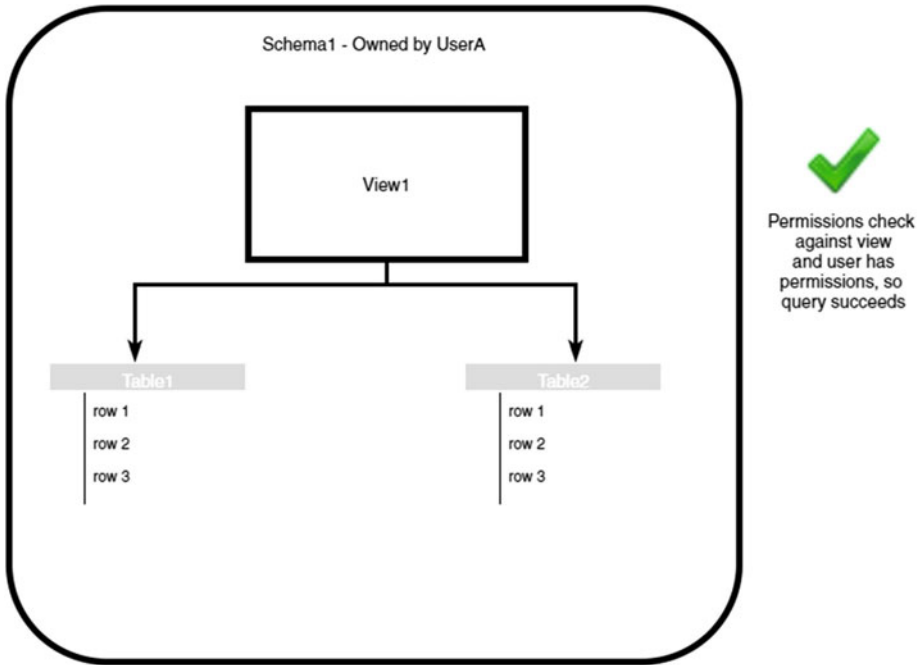 Schema1 - Owned by UserA
View1
Permissions check
against view
and user has
permissions, so
query succeeds
Table1
row 1
row 2
row 3
Table2
row 1
row 2
row 3